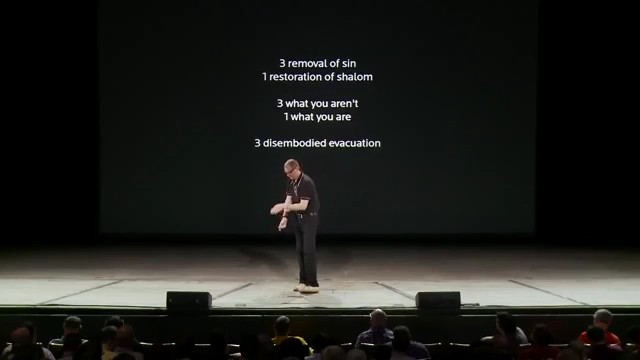 3 removal of sin
1 restoration of shalom
3 what you aren't
1 what you are
3 disembodied evacuation